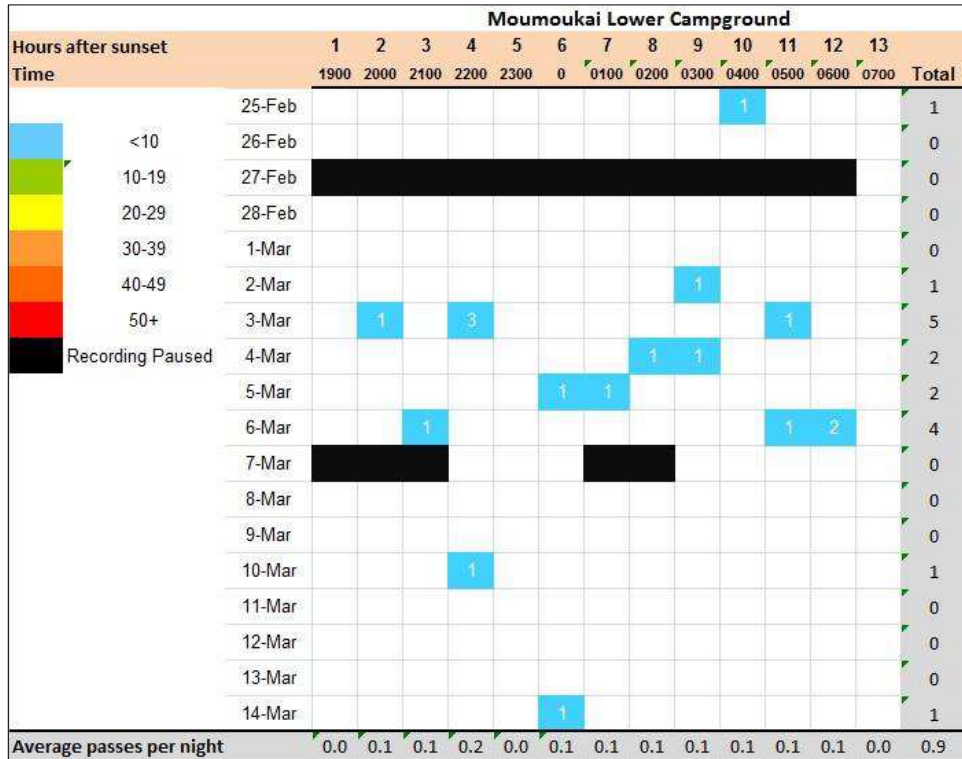 Moumoukai Lower Campground
Hours after sunset 1 2 3 4 5 6 7 8 9 10 11 12 13
Time 1900 2000 2100 2200 2300 0 0100 0200 0300 0400 0500 0600 0700 Total
25-Feb 1 1
<10 26-Feb 0
10-19 27-Feb 0
20-29 28-Feb 0
30-39 1-Mar 0
40-49 2-Mar 1 1
50+ 3-Mar 1 3 1 5
Recording Paused 4-Mar 1 1 2
5-Mar 1 1 2
6-Mar 1 1 2 4
7-Mar 0
8-Mar 0
9-Mar 0
10-Mar 1 1
11-Mar 0
12-Mar 0
13-Mar 0
14-Mar 1 1
Average passes per night 0.0 0.1 0.1 0.2 0.0 0.1 0.1 0.1 0.1 0.1 0.1 0.1 0.0 0.9